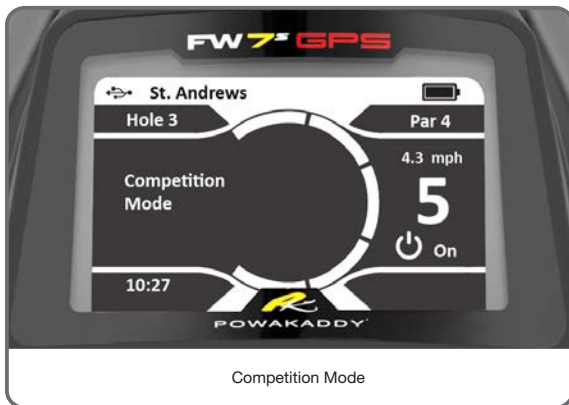 FW7s GPS
St. Andrews
Hole 3
Par 4
4.3 mph
Competition
Mode
5
On
10:27
POWAKADDY
Competition Mode